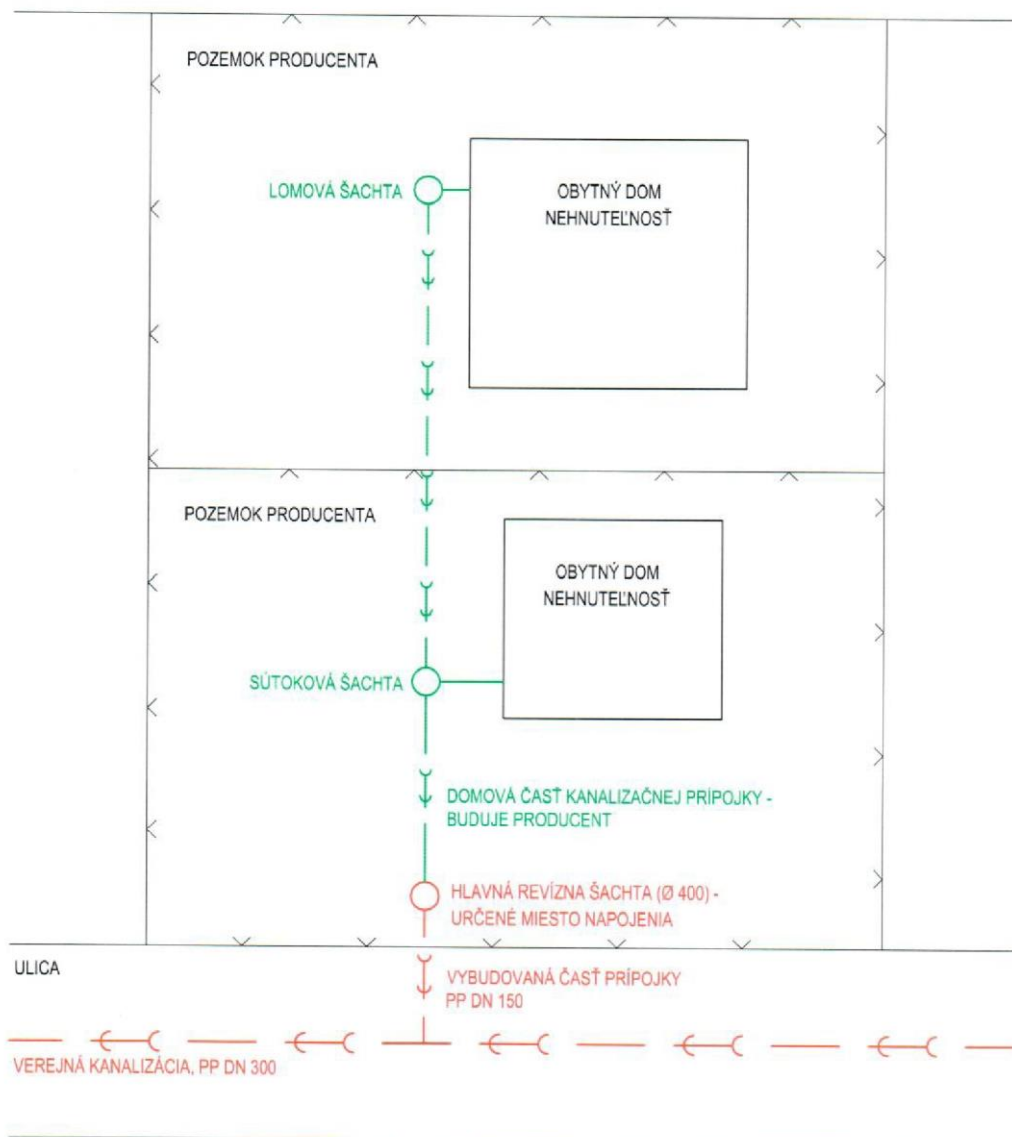 POZEMOK PRODUCENTA
LOMOVÁ ŠACHTA
OBYTNÝ DOM
NEHNUTEĽNOSŤ
POZEMOK PRODUCENTA
OBYTNÝ DOM
NEHNUTEĽNOSŤ
SÚTOKOVÁ ŠACHTA
DOMOVÁ ČASŤ KANALIZAČNEJ PRÍPOJKY -
BUDUJE PRODUCENT
HLAVNÁ REVÍZNA ŠACHTA (Ø 400) -
URČENÉ MIESTO NAPOJENIA
ULICA
VYBUDOVANÁ ČASŤ PRÍPOJKY
PP DN 150
VEREJNÁ KANALIZÁCIA, PP DN 300